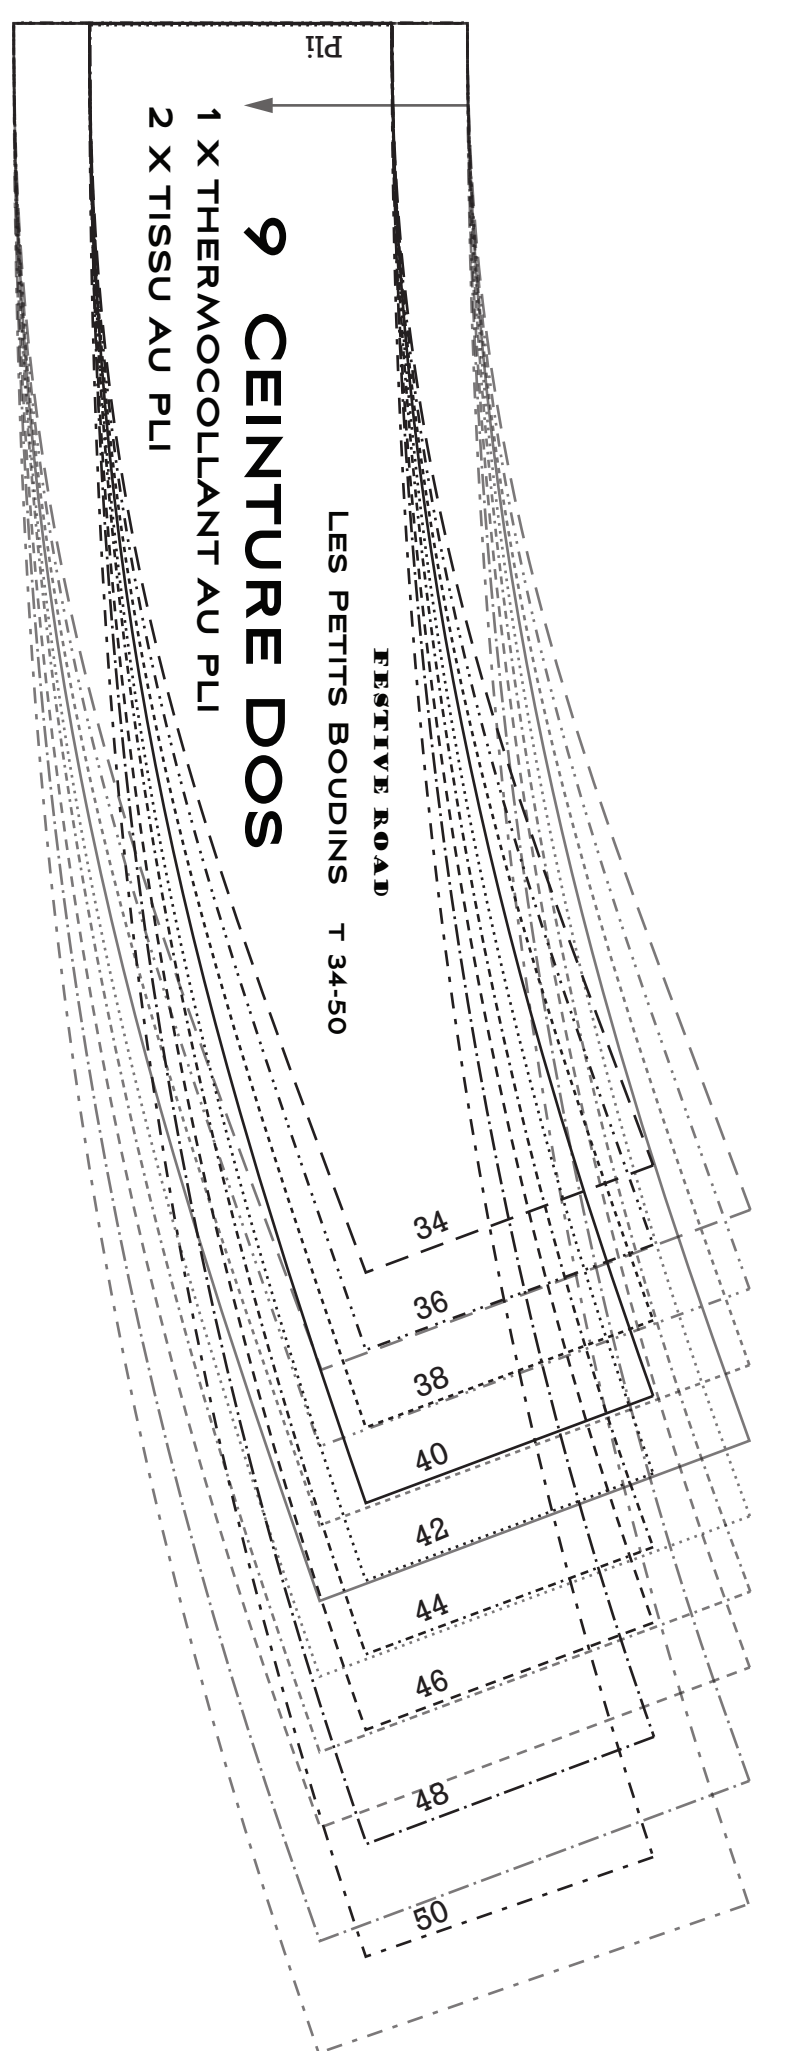 Pli
FESTIVE ROAD
LES PETITS BOUDINS T 34-50
9 CEINTURE DOS
1 X THERMOCOLLANT AU PLI
2 X TISSU AU PLI
34
36
38
40
42
44
46
48
50